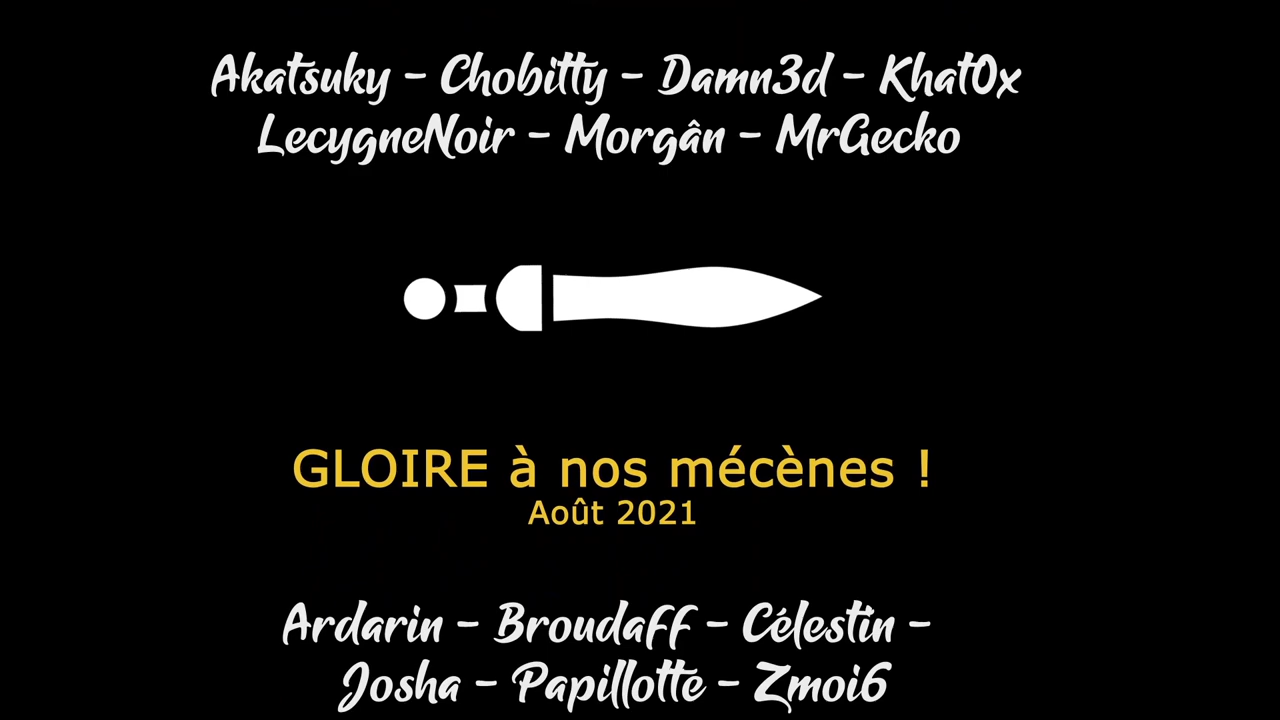 Akatsuky - Chobitty - Damn3d - Khat0x
LecygneNoir - Morgân - MrGecko
GLOIRE à nos mécènes !
Août 2021
Ardarin - Broudaff - Célestin -
Josha - Papillotte - Zmoi6